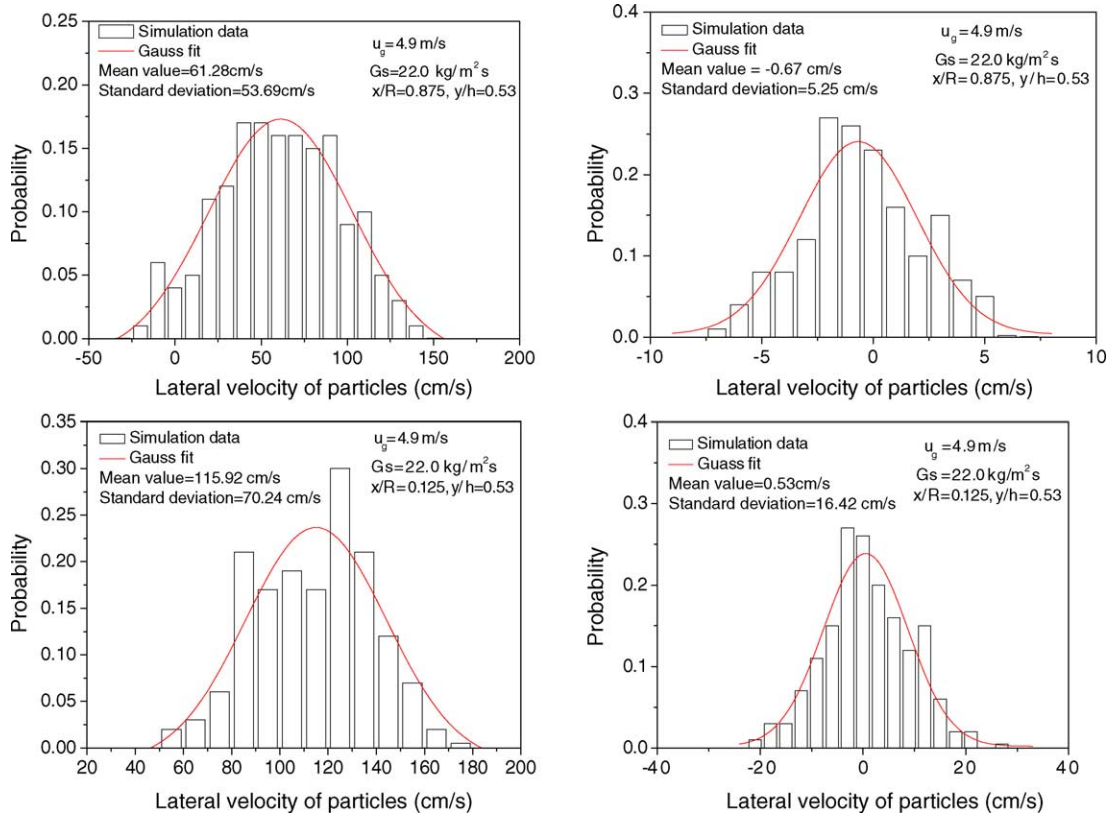 0.25
0.20
0.15
0.10
0.05
0.00
Probability
Simulation data
Gauss fit
Mean value=61.28cm/s
Standard deviation=53.69cm/s
u_g=4.9 m/s
Gs=22.0 kg/m²s
x/R=0.875, y/h=0.53
-50 0 50 100 150 200
Lateral velocity of particles (cm/s)
0.4
0.3
0.2
0.1
0.0
Probability
Simulation data
Gauss fit
Mean value = -0.67 cm/s
Standard deviation=5.25 cm/s
u_g=4.9 m/s
Gs=22.0 kg/m²s
x/R=0.875, y/h=0.53
-10 -5 0 5 10
Lateral velocity of particles (cm/s)
0.35
0.30
0.25
0.20
0.15
0.10
0.05
0.00
Probability
Simulation data
Gauss fit
Mean value=115.92 cm/s
Standard deviation=70.24 cm/s
u_g=4.9 m/s
Gs=22.0 kg/m²s
x/R=0.125, y/h=0.53
20 40 60 80 100 120 140 160 180 200
Lateral velocity of particles (cm/s)
0.4
0.3
0.2
0.1
0.0
Probability
Simulation data
Guass fit
Mean value=0.53cm/s
Standard deviation=16.42 cm/s
u_g=4.9 m/s
Gs=22.0 kg/m²s
x/R=0.125, y/h=0.53
-40 -20 0 20 40
Lateral velocity of particles (cm/s)